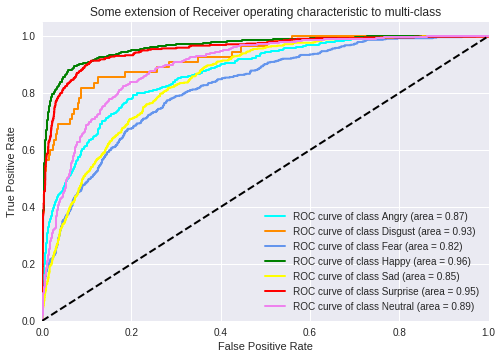 Some extension of Receiver operating characteristic to multi-class
True Positive Rate
1.0
0.8
0.6
0.4
0.2
0.0
ROC curve of class Angry (area = 0.87)
ROC curve of class Disgust (area = 0.93)
ROC curve of class Fear (area = 0.82)
ROC curve of class Happy (area = 0.96)
ROC curve of class Sad (area = 0.85)
ROC curve of class Surprise (area = 0.95)
ROC curve of class Neutral (area = 0.89)
0.0 0.2 0.4 0.6 0.8 1.0
False Positive Rate